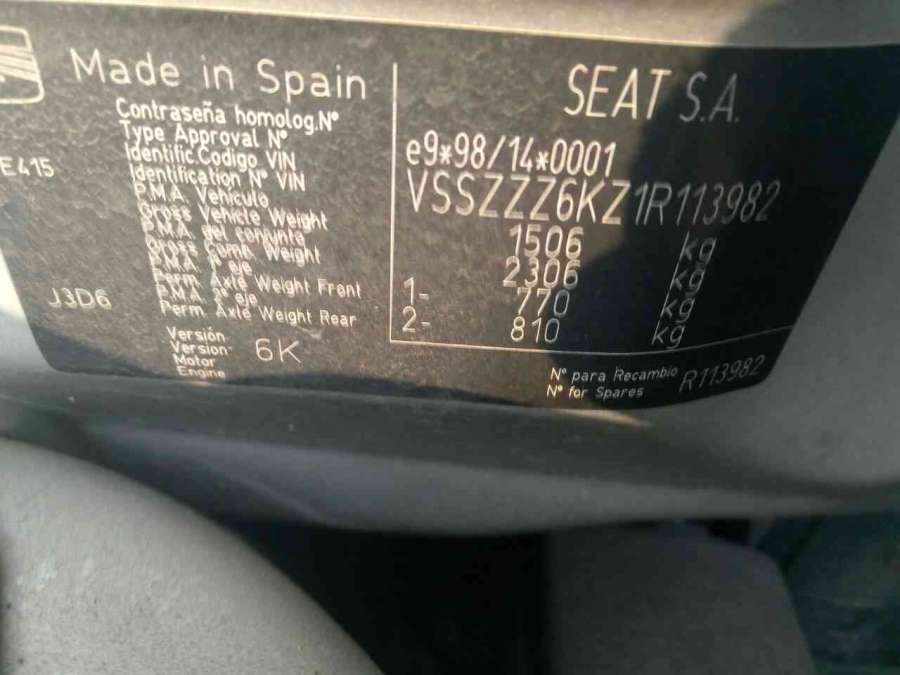 Made in Spain
SEAT S.A.
Contraseña homolog.Nº
Type Approval Nº
e9*98/14*0001
E415
Identific.Codigo VIN
Identification Nº VIN
VSSZZZ6KZ1R113982
P.M.A. Vehiculo
Gross Vehicle Weight
1506 kg
P.M.A. del conjunto
Gross Comb. Weight
2306 kg
P.M.A. 1º eje
Perm. Axle Weight Front
1- 770 kg
J3D6
P.M.A. 2º eje
Perm. Axle Weight Rear
2- 810 kg
Versión
Version
6K
Motor
Engine
Nº para Recambio
Nº for Spares
R113982